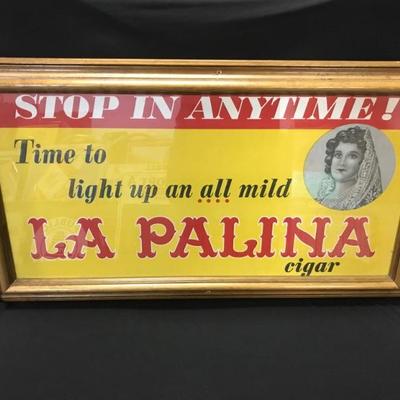 STOP IN ANYTIME!
Time to
light up an all mild
LA PALINA
cigar